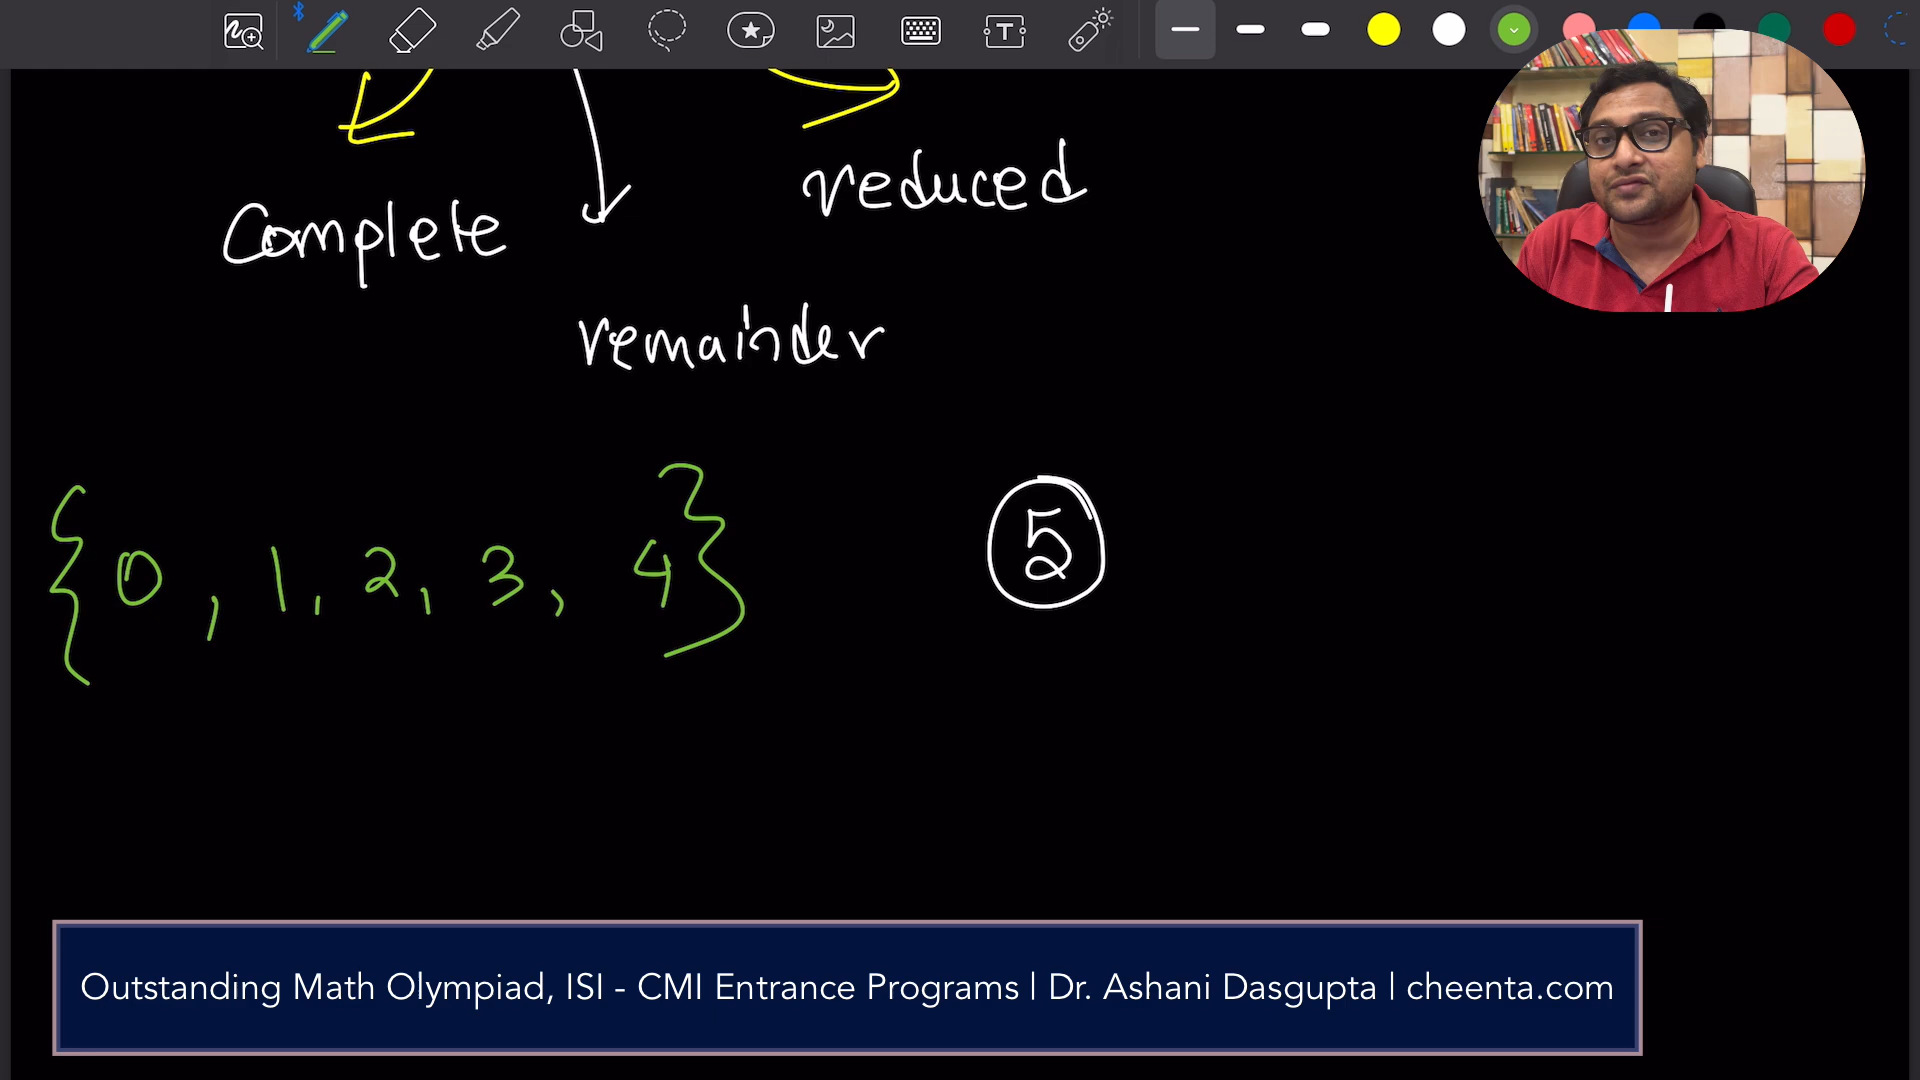 reduced
Complete
remainder
{0, 1, 2, 3, 4} 5
Outstanding Math Olympiad, ISI - CMI Entrance Programs | Dr. Ashani Dasgupta | cheenta.com